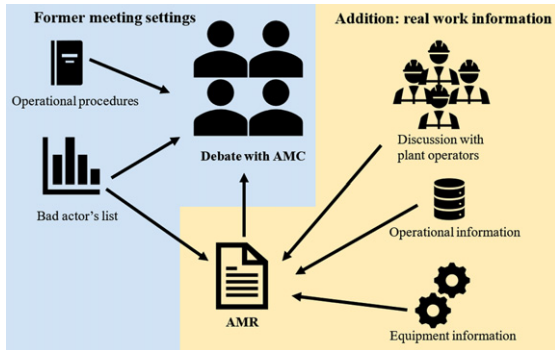 Former meeting settings
Operational procedures
Bad actor's list
Debate with AMC
AMR
Addition: real work information
Discussion with
plant operators
Operational information
Equipment information